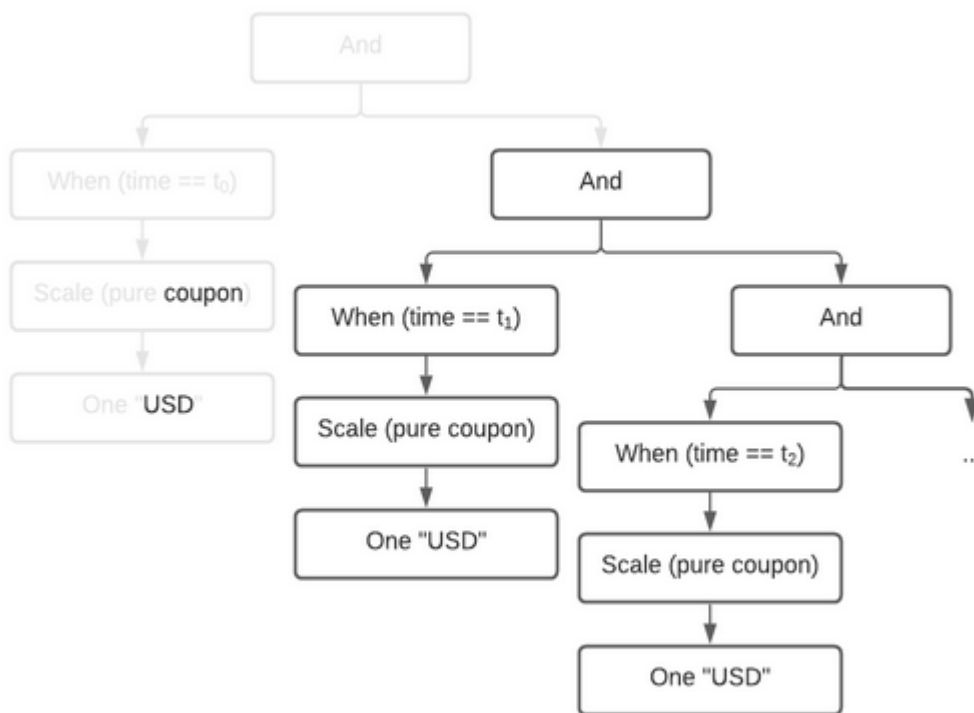 And
When (time == t₀)
And
Scale (pure coupon)
When (time == t₁)
And
One "USD"
Scale (pure coupon)
When (time == t₂)
...
One "USD"
Scale (pure coupon)
One "USD"